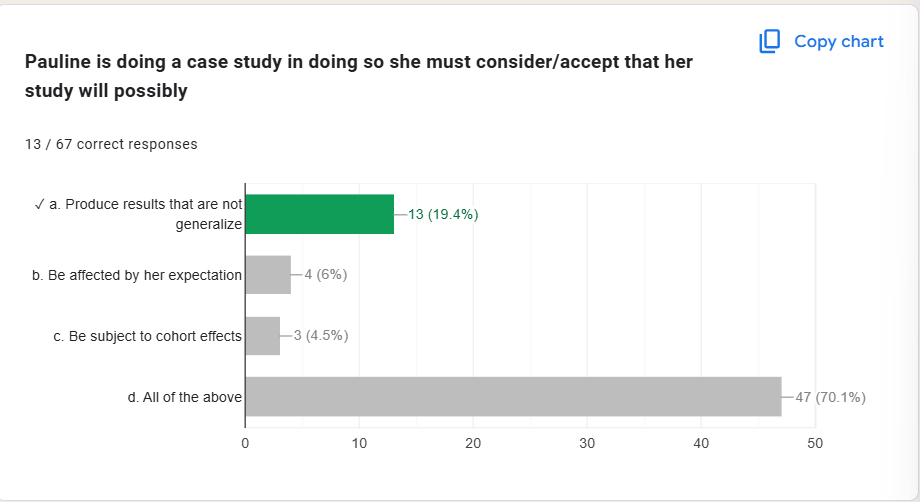 Copy chart
Pauline is doing a case study in doing so she must consider/accept that her
study will possibly
13 / 67 correct responses
✓ a. Produce results that are not
generalize
13 (19.4%)
b. Be affected by her expectation
4 (6%)
c. Be subject to cohort effects
3 (4.5%)
d. All of the above
47 (70.1%)
0 10 20 30 40 50